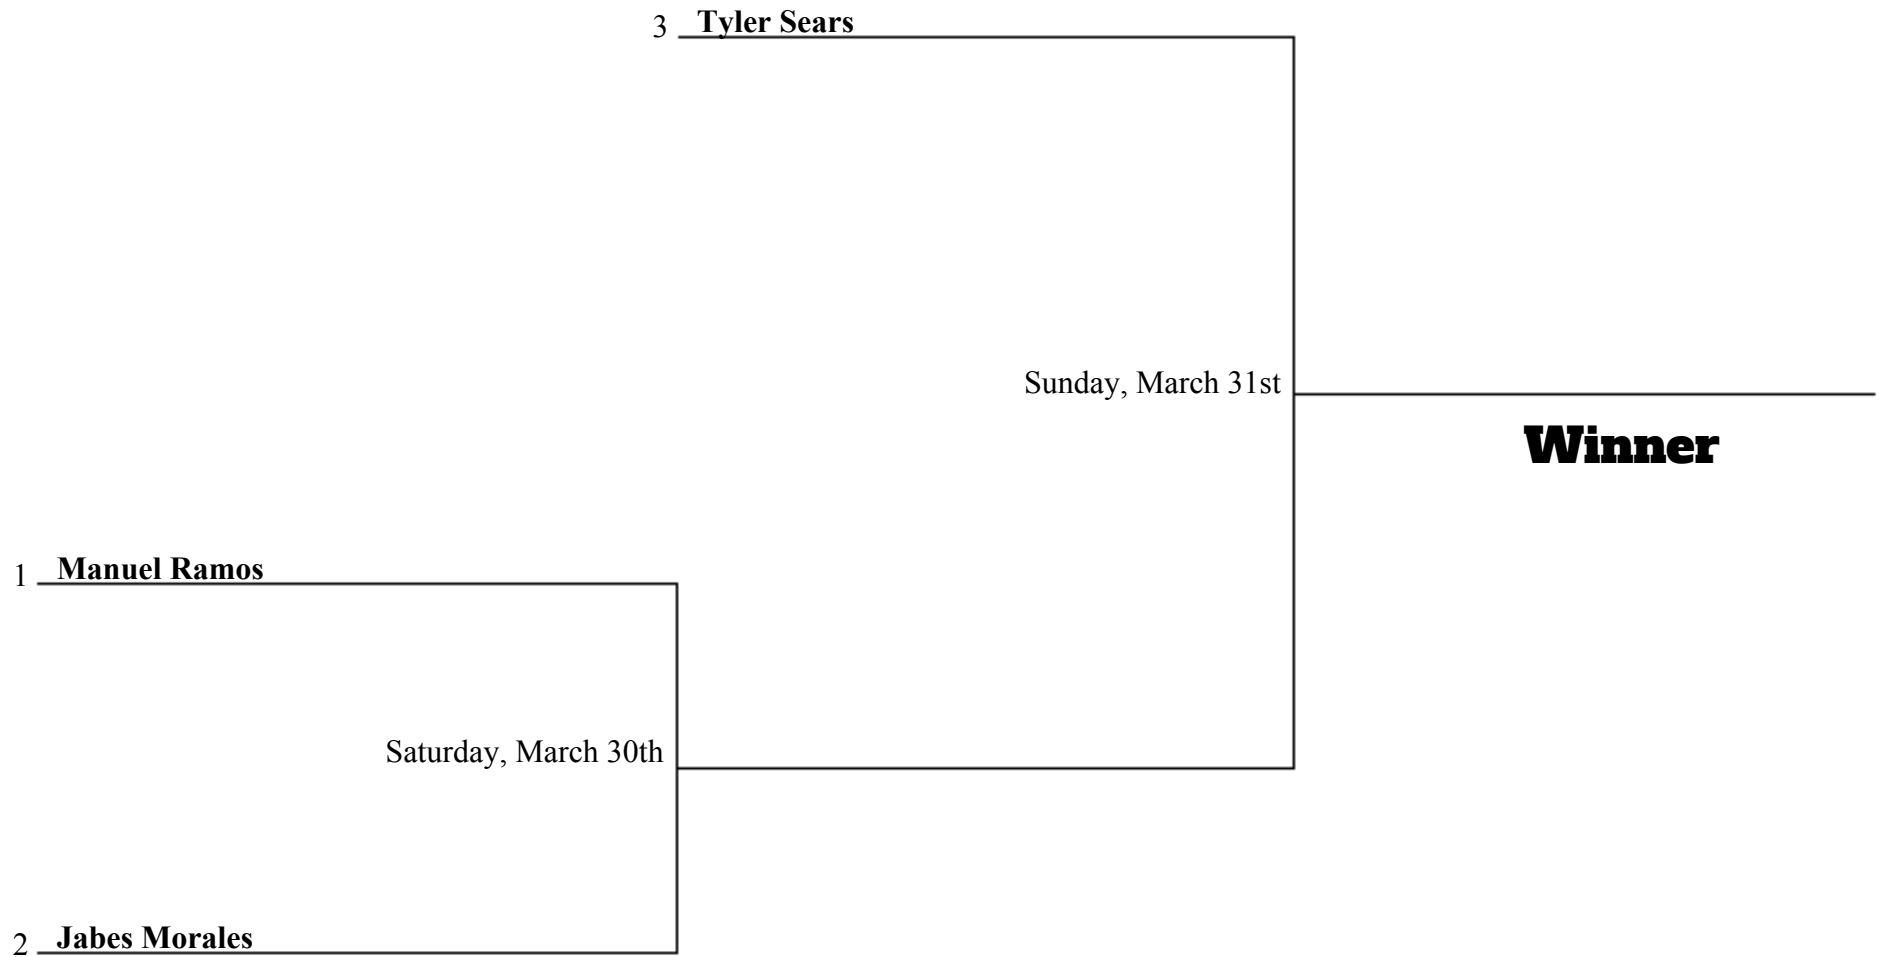 3 Tyler Sears
Sunday, March 31st
Winner
1 Manuel Ramos
Saturday, March 30th
2 Jabes Morales